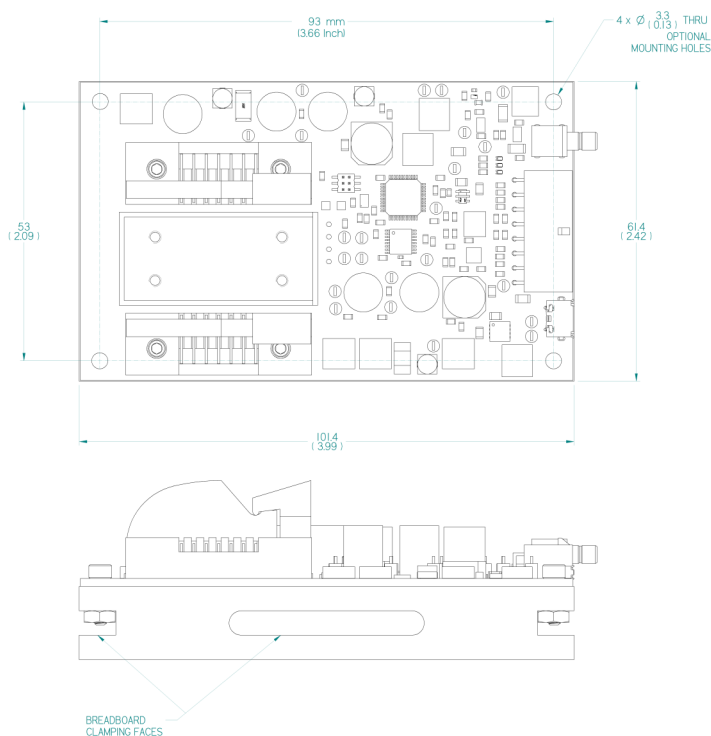 93 mm
(3.66 Inch)
4 x Ø 3.3 (0.13) THRU
OPTIONAL
MOUNTING HOLES
53
(2.09)
61.4
(2.42)
101.4
(3.99)
BREADBOARD
CLAMPING FACES